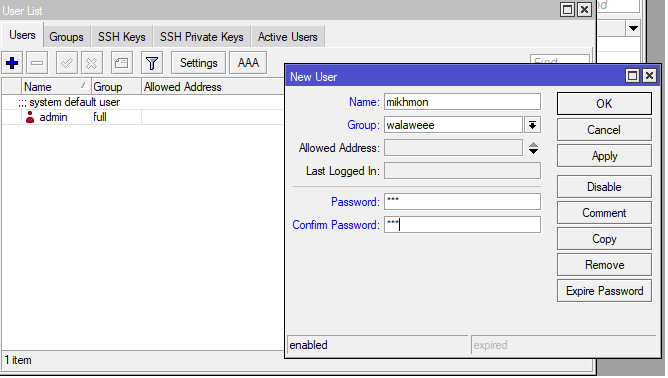 User List
Users Groups SSH Keys SSH Private Keys Active Users
Settings AAA Find
Name Group Allowed Address
;;; system default user
admin full
1 item
New User
Name: mikhmon
Group: walaweee
Allowed Address:
Last Logged In:
Password: ***
Confirm Password: ***
OK
Cancel
Apply
Disable
Comment
Copy
Remove
Expire Password
enabled expired